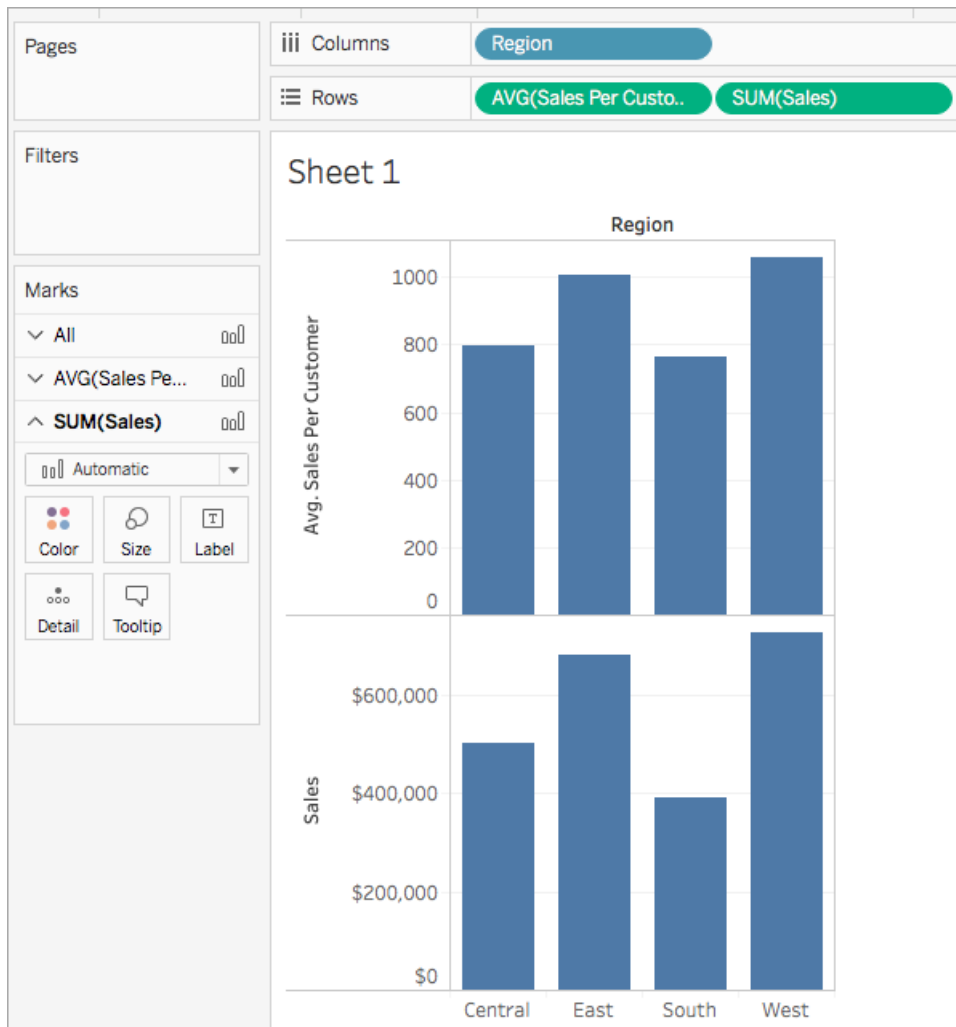 Pages
Columns
Region
Rows
AVG(Sales Per Custo..
SUM(Sales)
Filters
Marks
All
AVG(Sales Pe...
SUM(Sales)
Automatic
Color
Size
T
Label
Detail
Tooltip
Sheet 1
Region
Avg. Sales Per Customer
1000
800
600
400
200
0
Sales
$600,000
$400,000
$200,000
$0
Central East South West